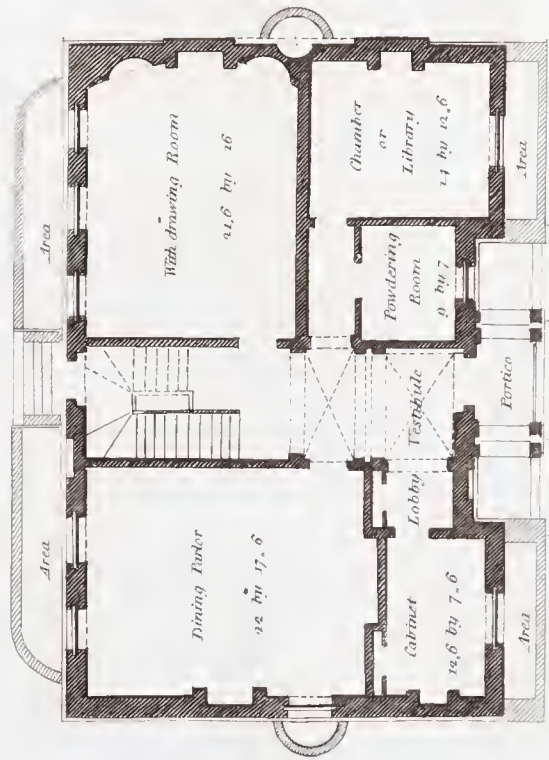 Area
Area
With drawing Room
21.6 by 16
Chamber
or
Library
14 by 12.6
Area
Powdering
Room
9 by 7
Vestibule
Portico
Dining Parlor
22 by 17.6
Lobby
Cabinet
12.6 by 7.6
Area